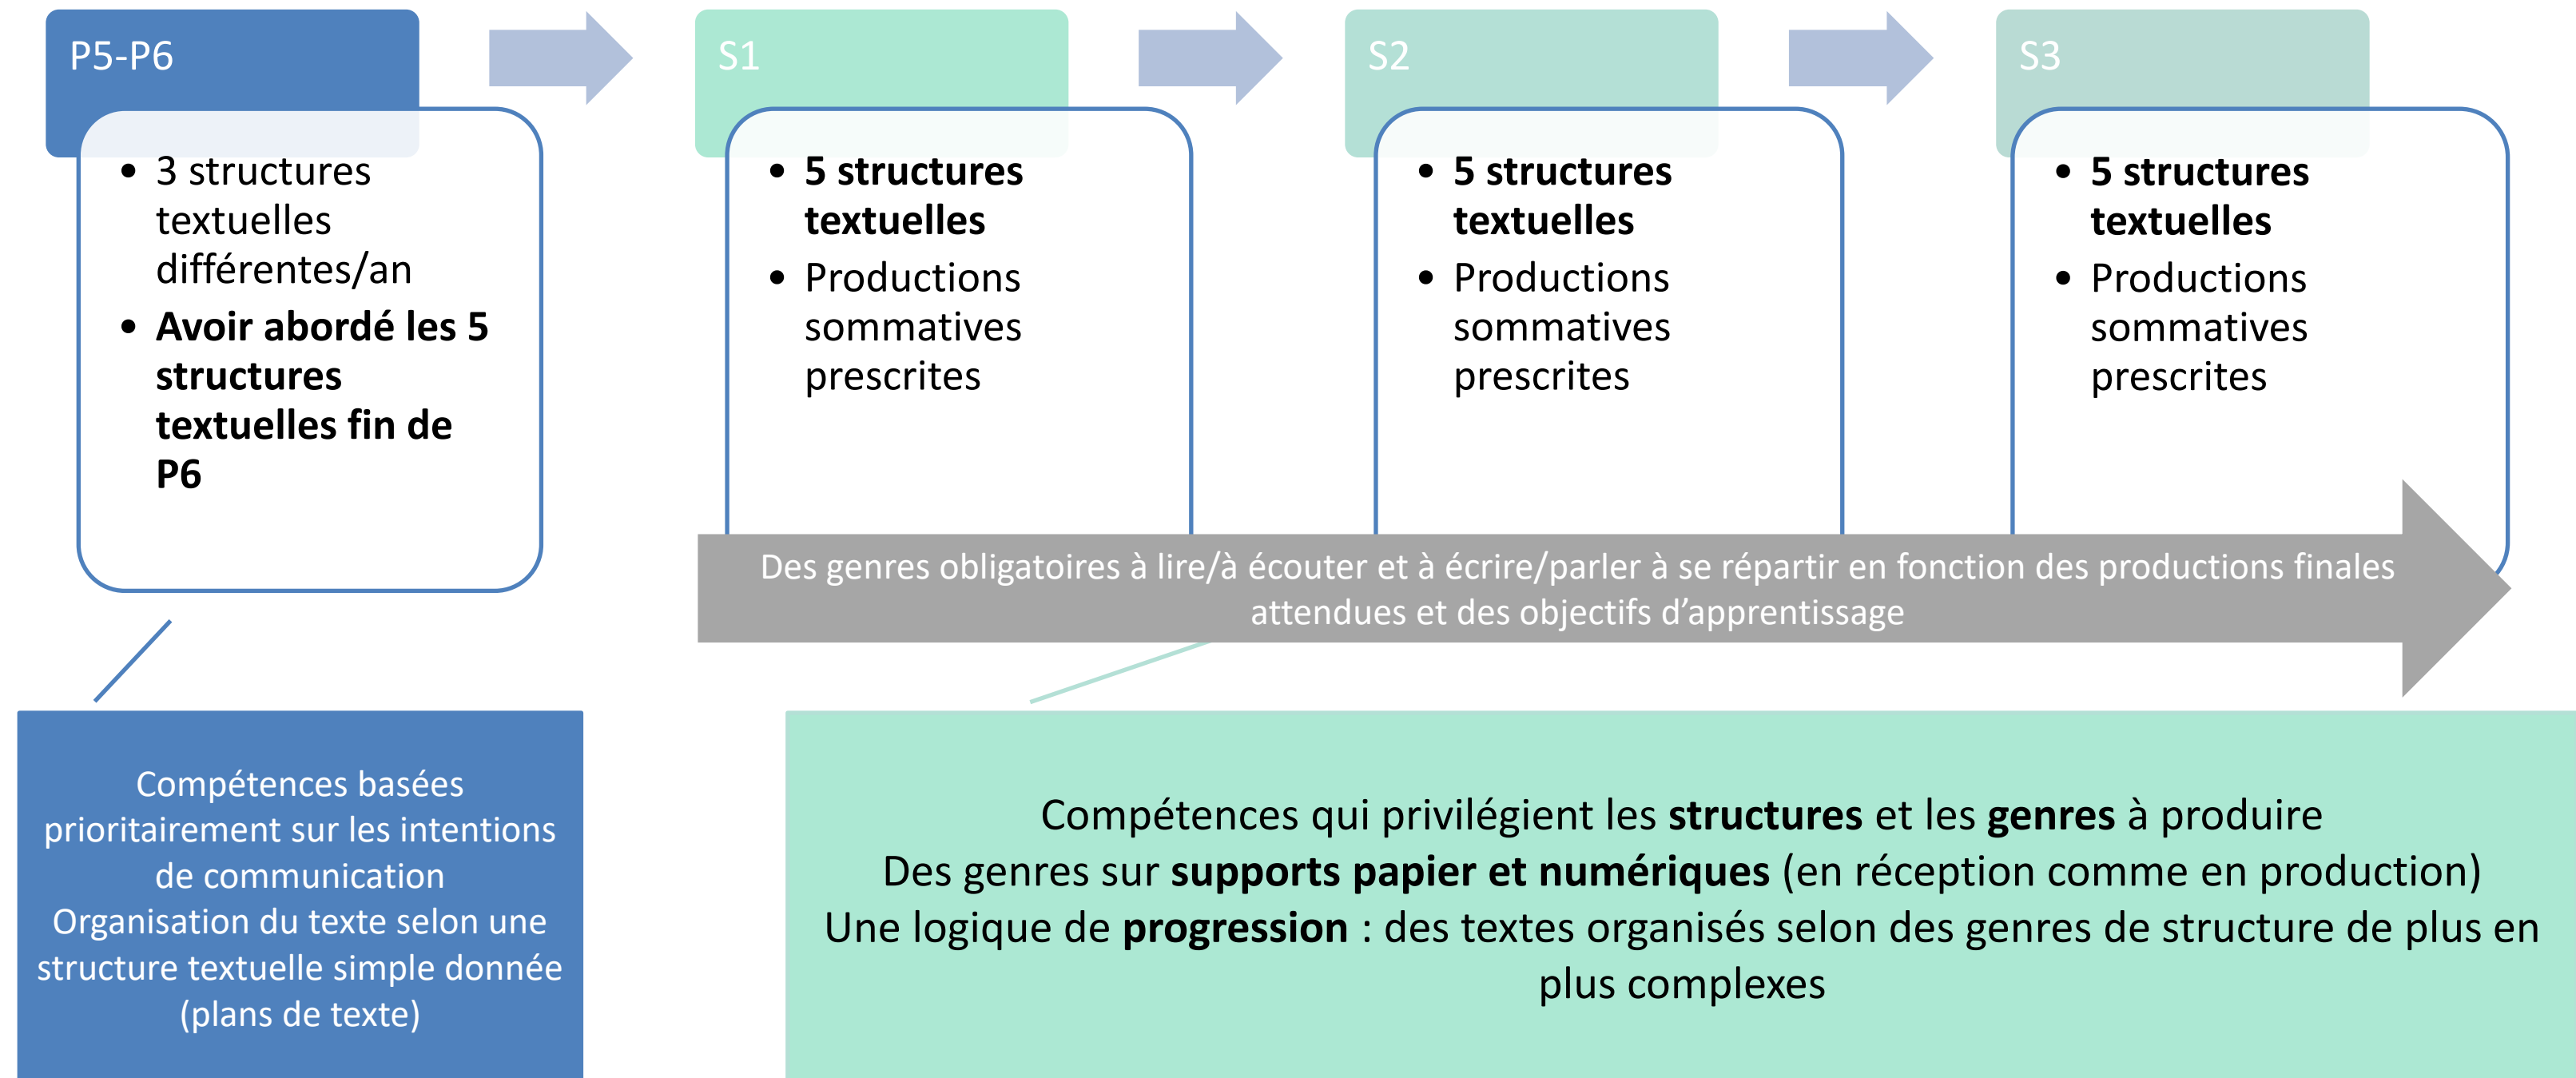 P5-P6
• 3 structures
textuelles
différentes/an
• Avoir abordé les 5
structures
textuelles fin de
P6
S1
• 5 structures
textuelles
• Productions
sommatives
prescrites
S2
• 5 structures
textuelles
• Productions
sommatives
prescrites
S3
• 5 structures
textuelles
• Productions
sommatives
prescrites
Des genres obligatoires à lire/à écouter et à écrire/parler à se répartir en fonction des productions finales
attendues et des objectifs d’apprentissage
Compétences basées
prioritairement sur les intentions
de communication
Organisation du texte selon une
structure textuelle simple donnée
(plans de texte)
Compétences qui privilégient les structures et les genres à produire
Des genres sur supports papier et numériques (en réception comme en production)
Une logique de progression : des textes organisés selon des genres de structure de plus en
plus complexes